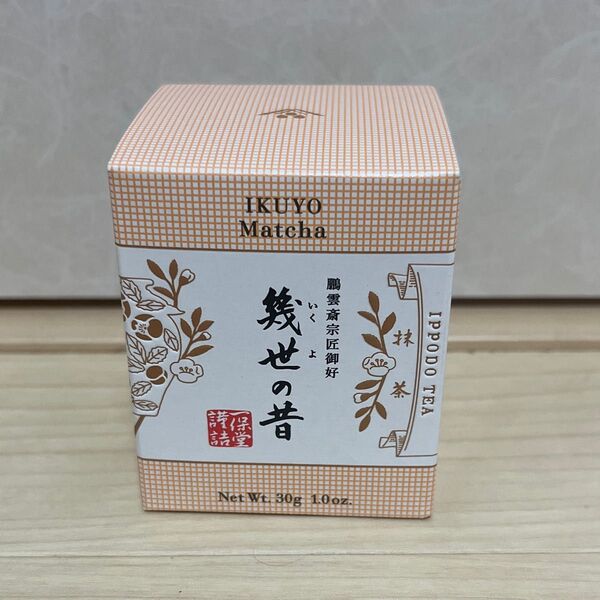 IKUYO
Matcha
鵬雲斎宗匠御好
幾世の昔
いくよ
一保堂
謹詰
抹茶
IPPODO TEA
Net Wt. 30g 1.0oz.